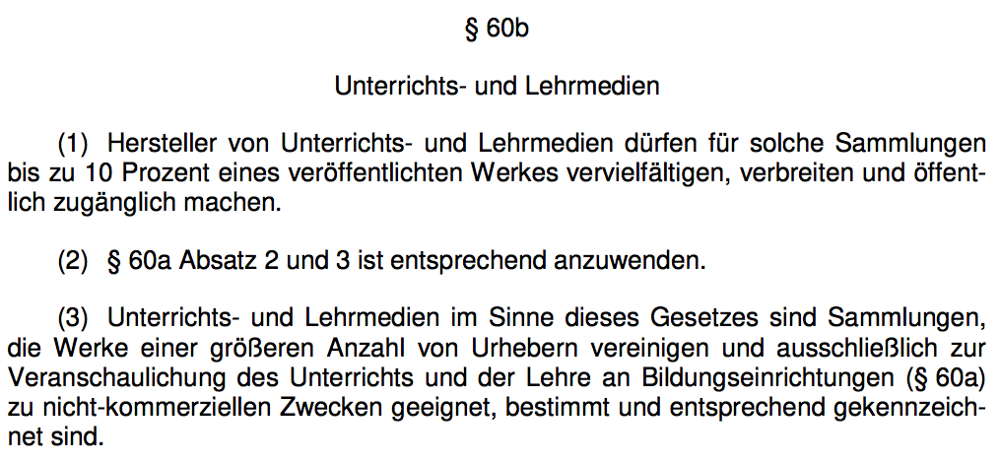 § 60b
Unterrichts- und Lehrmedien
(1) Hersteller von Unterrichts- und Lehrmedien dürfen für solche Sammlungen
bis zu 10 Prozent eines veröffentlichten Werkes vervielfältigen, verbreiten und öffent-
lich zugänglich machen.
(2) § 60a Absatz 2 und 3 ist entsprechend anzuwenden.
(3) Unterrichts- und Lehrmedien im Sinne dieses Gesetzes sind Sammlungen,
die Werke einer größeren Anzahl von Urhebern vereinigen und ausschließlich zur
Veranschaulichung des Unterrichts und der Lehre an Bildungseinrichtungen (§ 60a)
zu nicht-kommerziellen Zwecken geeignet, bestimmt und entsprechend gekennzeich-
net sind.